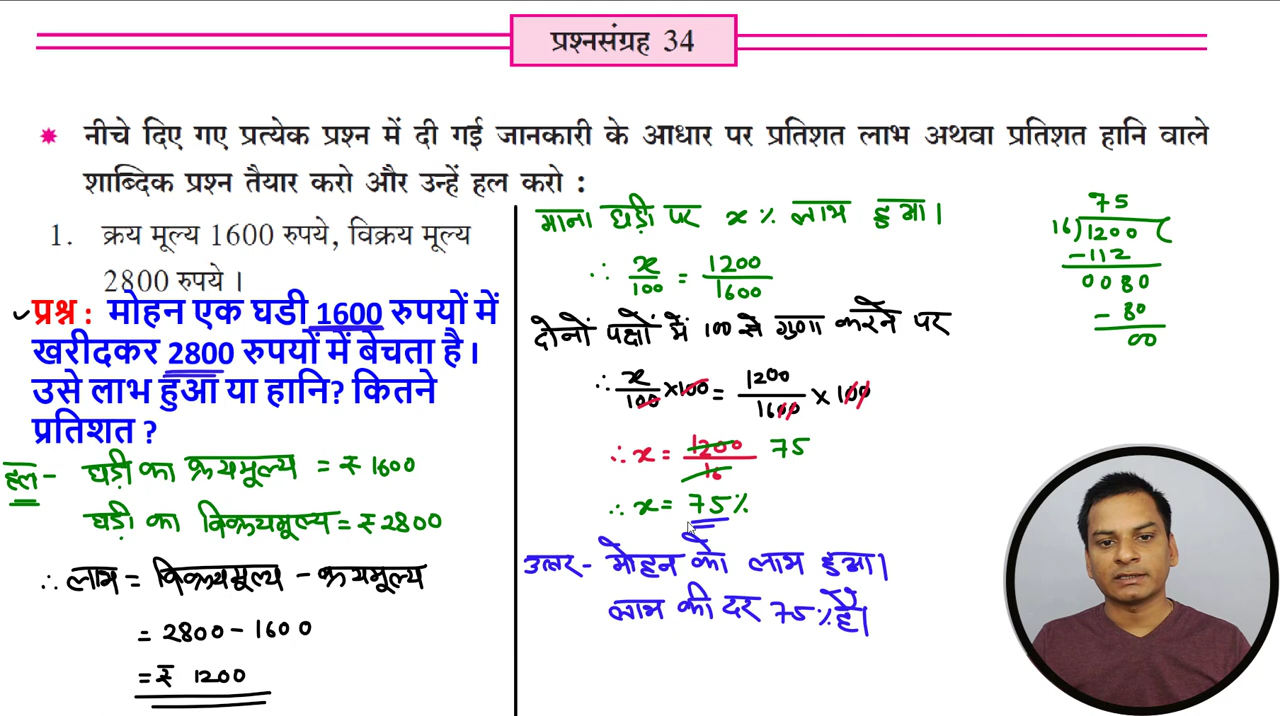 प्रश्नसंग्रह 34
नीचे दिए गए प्रत्येक प्रश्न में दी गई जानकारी के आधार पर प्रतिशत लाभ अथवा प्रतिशत हानि वाले
शाब्दिक प्रश्न तैयार करो और उन्हें हल करो :
1. क्रय मूल्य 1600 रुपये, विक्रय मूल्य
2800 रुपये ।
प्रश्न : मोहन एक घडी 1600 रुपयों में
खरीदकर 2800 रुपयों में बेचता है ।
उसे लाभ हुआ या हानि? कितने
प्रतिशत ?
हल - घड़ी का क्रयमूल्य = ₹ 1600
घड़ी का विक्रयमूल्य = ₹ 2800
∴ लाभ = विक्रयमूल्य - क्रयमूल्य
= 2800 - 1600
= ₹ 1200
माना घड़ी पर x % लाभ हुआ।
∴ x/100 = 1200/1600
दोनों पक्षों में 100 से गुणा करने पर
∴ x/100 × 100 = 1200/1600 × 100
∴ x = 1200/16 75
∴ x = 75 %
उत्तर - मोहन को लाभ हुआ।
लाभ की दर 75 % है।
75
16 ) 1200 (
- 112
0080
- 80
00